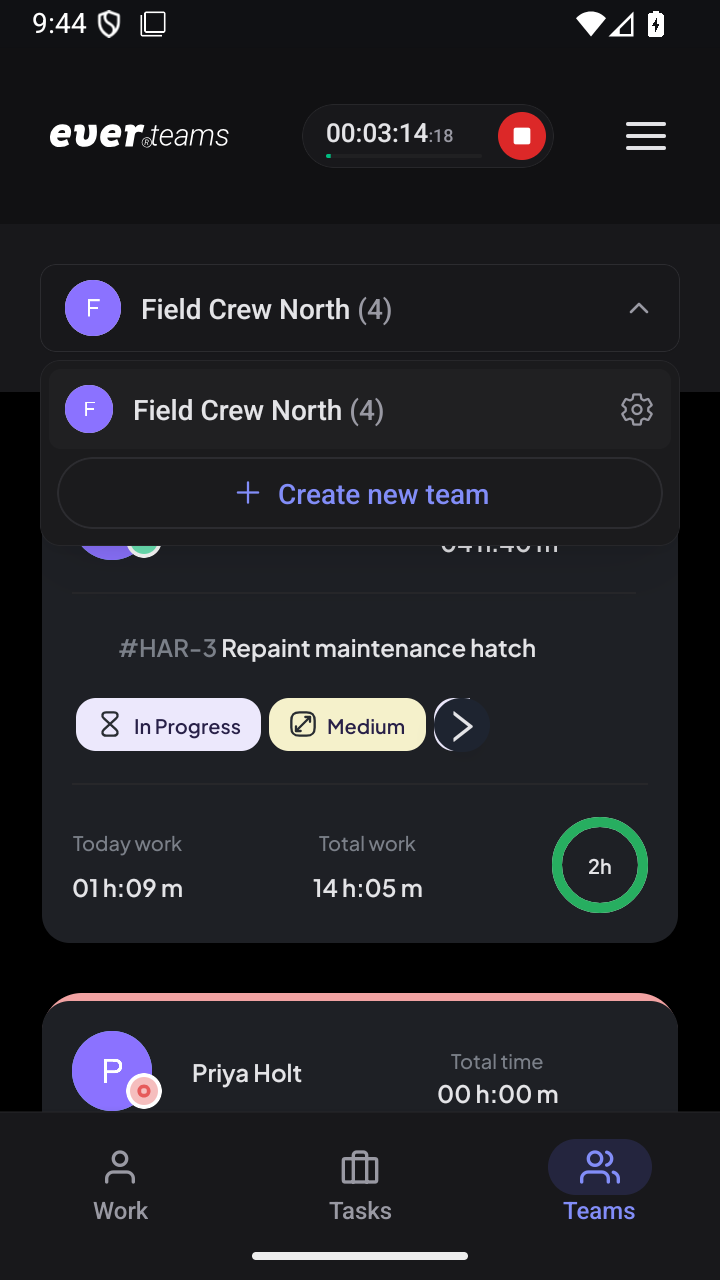 9:44
ever®teams
00:03:14:18
F Field Crew North (4)
F Field Crew North (4)
+ Create new team
#HAR-3 Repaint maintenance hatch
In Progress Medium
Today work Total work
01 h:09 m 14 h:05 m 2h
P Priya Holt
Total time
00 h:00 m
Work Tasks Teams